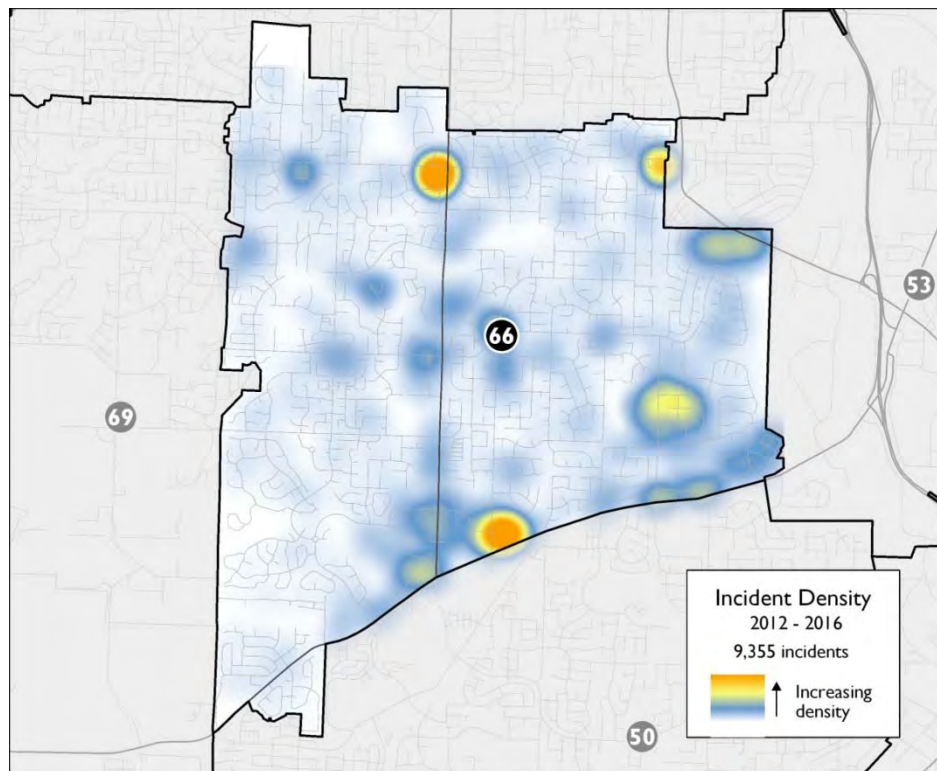 53
66
69
Incident Density
2012 - 2016
9,355 incidents
Increasing
density
50